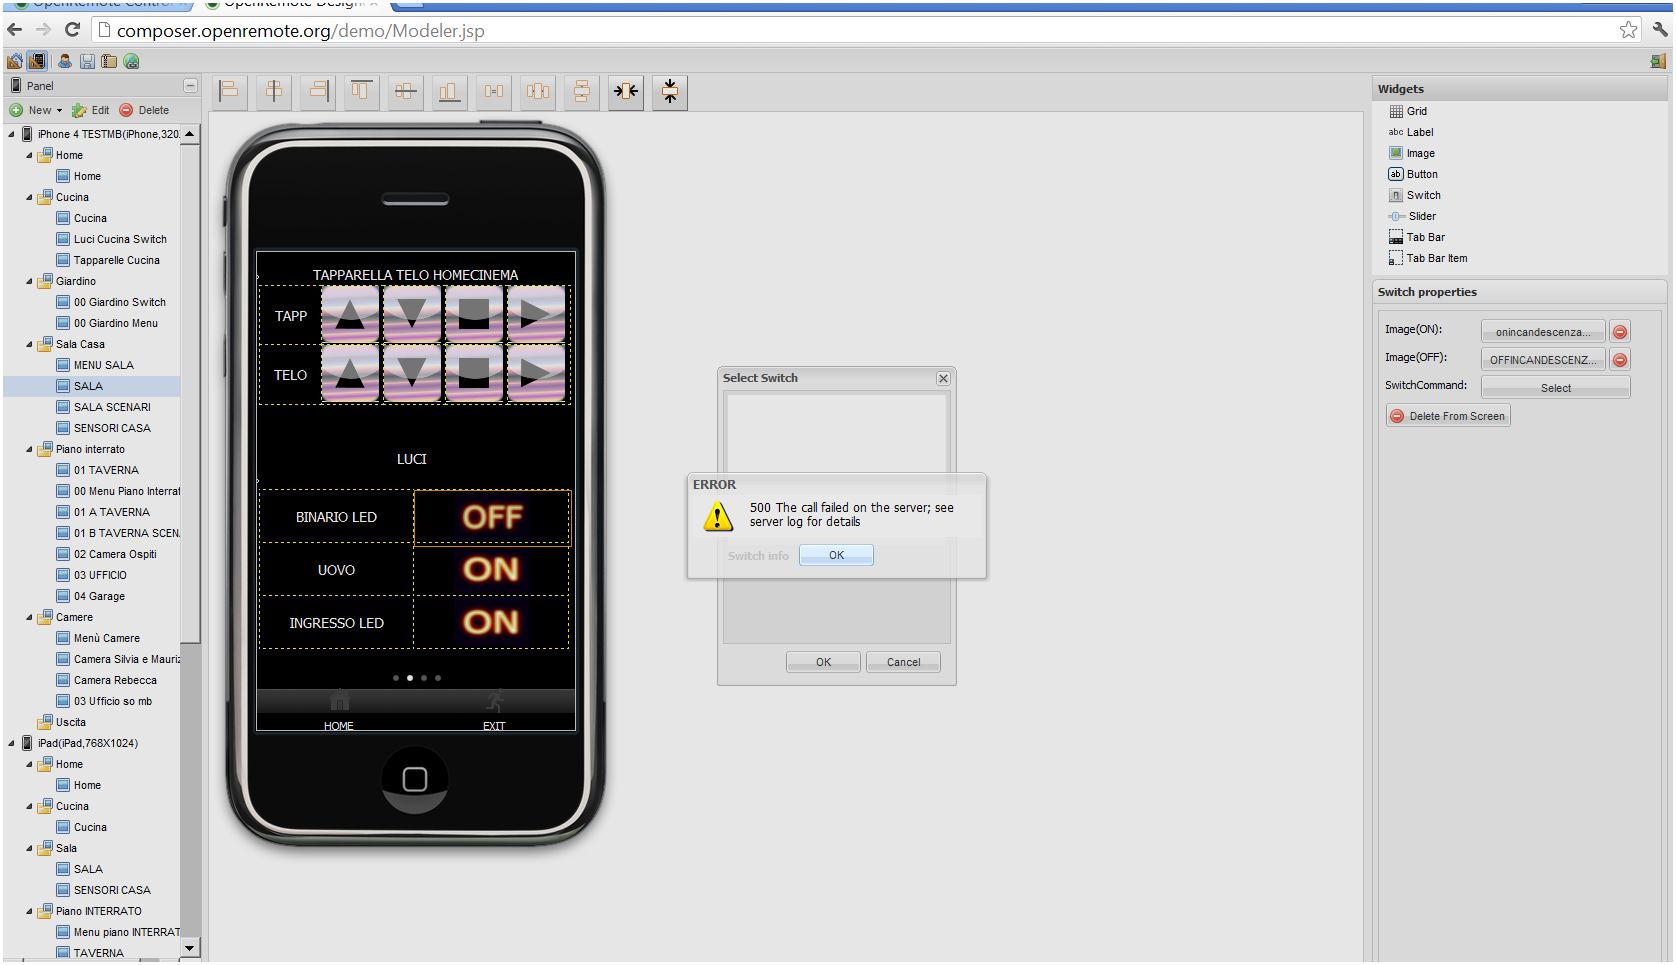 OpenRemote Control
OpenRemote Design
composer.openremote.org/demo/Modeler.jsp
Panel
New
Edit
Delete
iPhone 4 TESTMB(iPhone,320
Home
Home
Cucina
Cucina
Luci Cucina Switch
Tapparelle Cucina
Giardino
00 Giardino Switch
00 Giardino Menu
Sala Casa
MENU SALA
SALA
SALA SCENARI
SENSORI CASA
Piano interrato
01 TAVERNA
00 Menu Piano Interrat
01 A TAVERNA
01 B TAVERNA SCEN
02 Camera Ospiti
03 UFFICIO
04 Garage
Camere
Menù Camere
Camera Silvia e Mauriz
Camera Rebecca
03 Ufficio so mb
Uscita
iPad(iPad,768X1024)
Home
Home
Cucina
Cucina
Sala
SALA
SENSORI CASA
Piano INTERRATO
Menu piano INTERRAT
TAVERNA
TAPPARELLA TELO HOMECINEMA
TAPP
TELO
LUCI
BINARIO LED OFF
UOVO ON
INGRESSO LED ON
HOME EXIT
Select Switch
ERROR
500 The call failed on the server; see
server log for details
Switch info
OK
OK Cancel
Widgets
Grid
abc Label
Image
ab Button
Switch
Slider
Tab Bar
Tab Bar Item
Switch properties
Image(ON): onincandescenza...
Image(OFF): OFFINCANDESCENZ...
SwitchCommand: Select
Delete From Screen